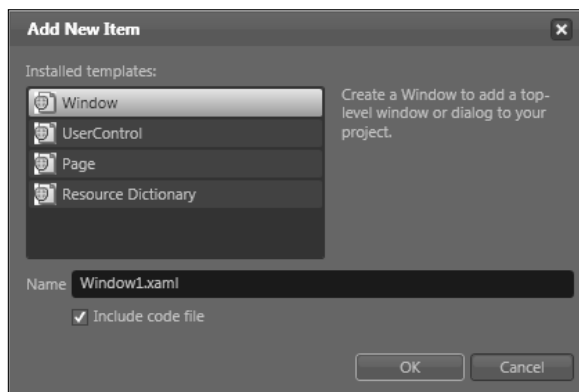 Add New Item
Installed templates:
Window
UserControl
Page
Resource Dictionary
Create a Window to add a top-
level window or dialog to your
project.
Name Window1.xaml
Include code file
OK Cancel